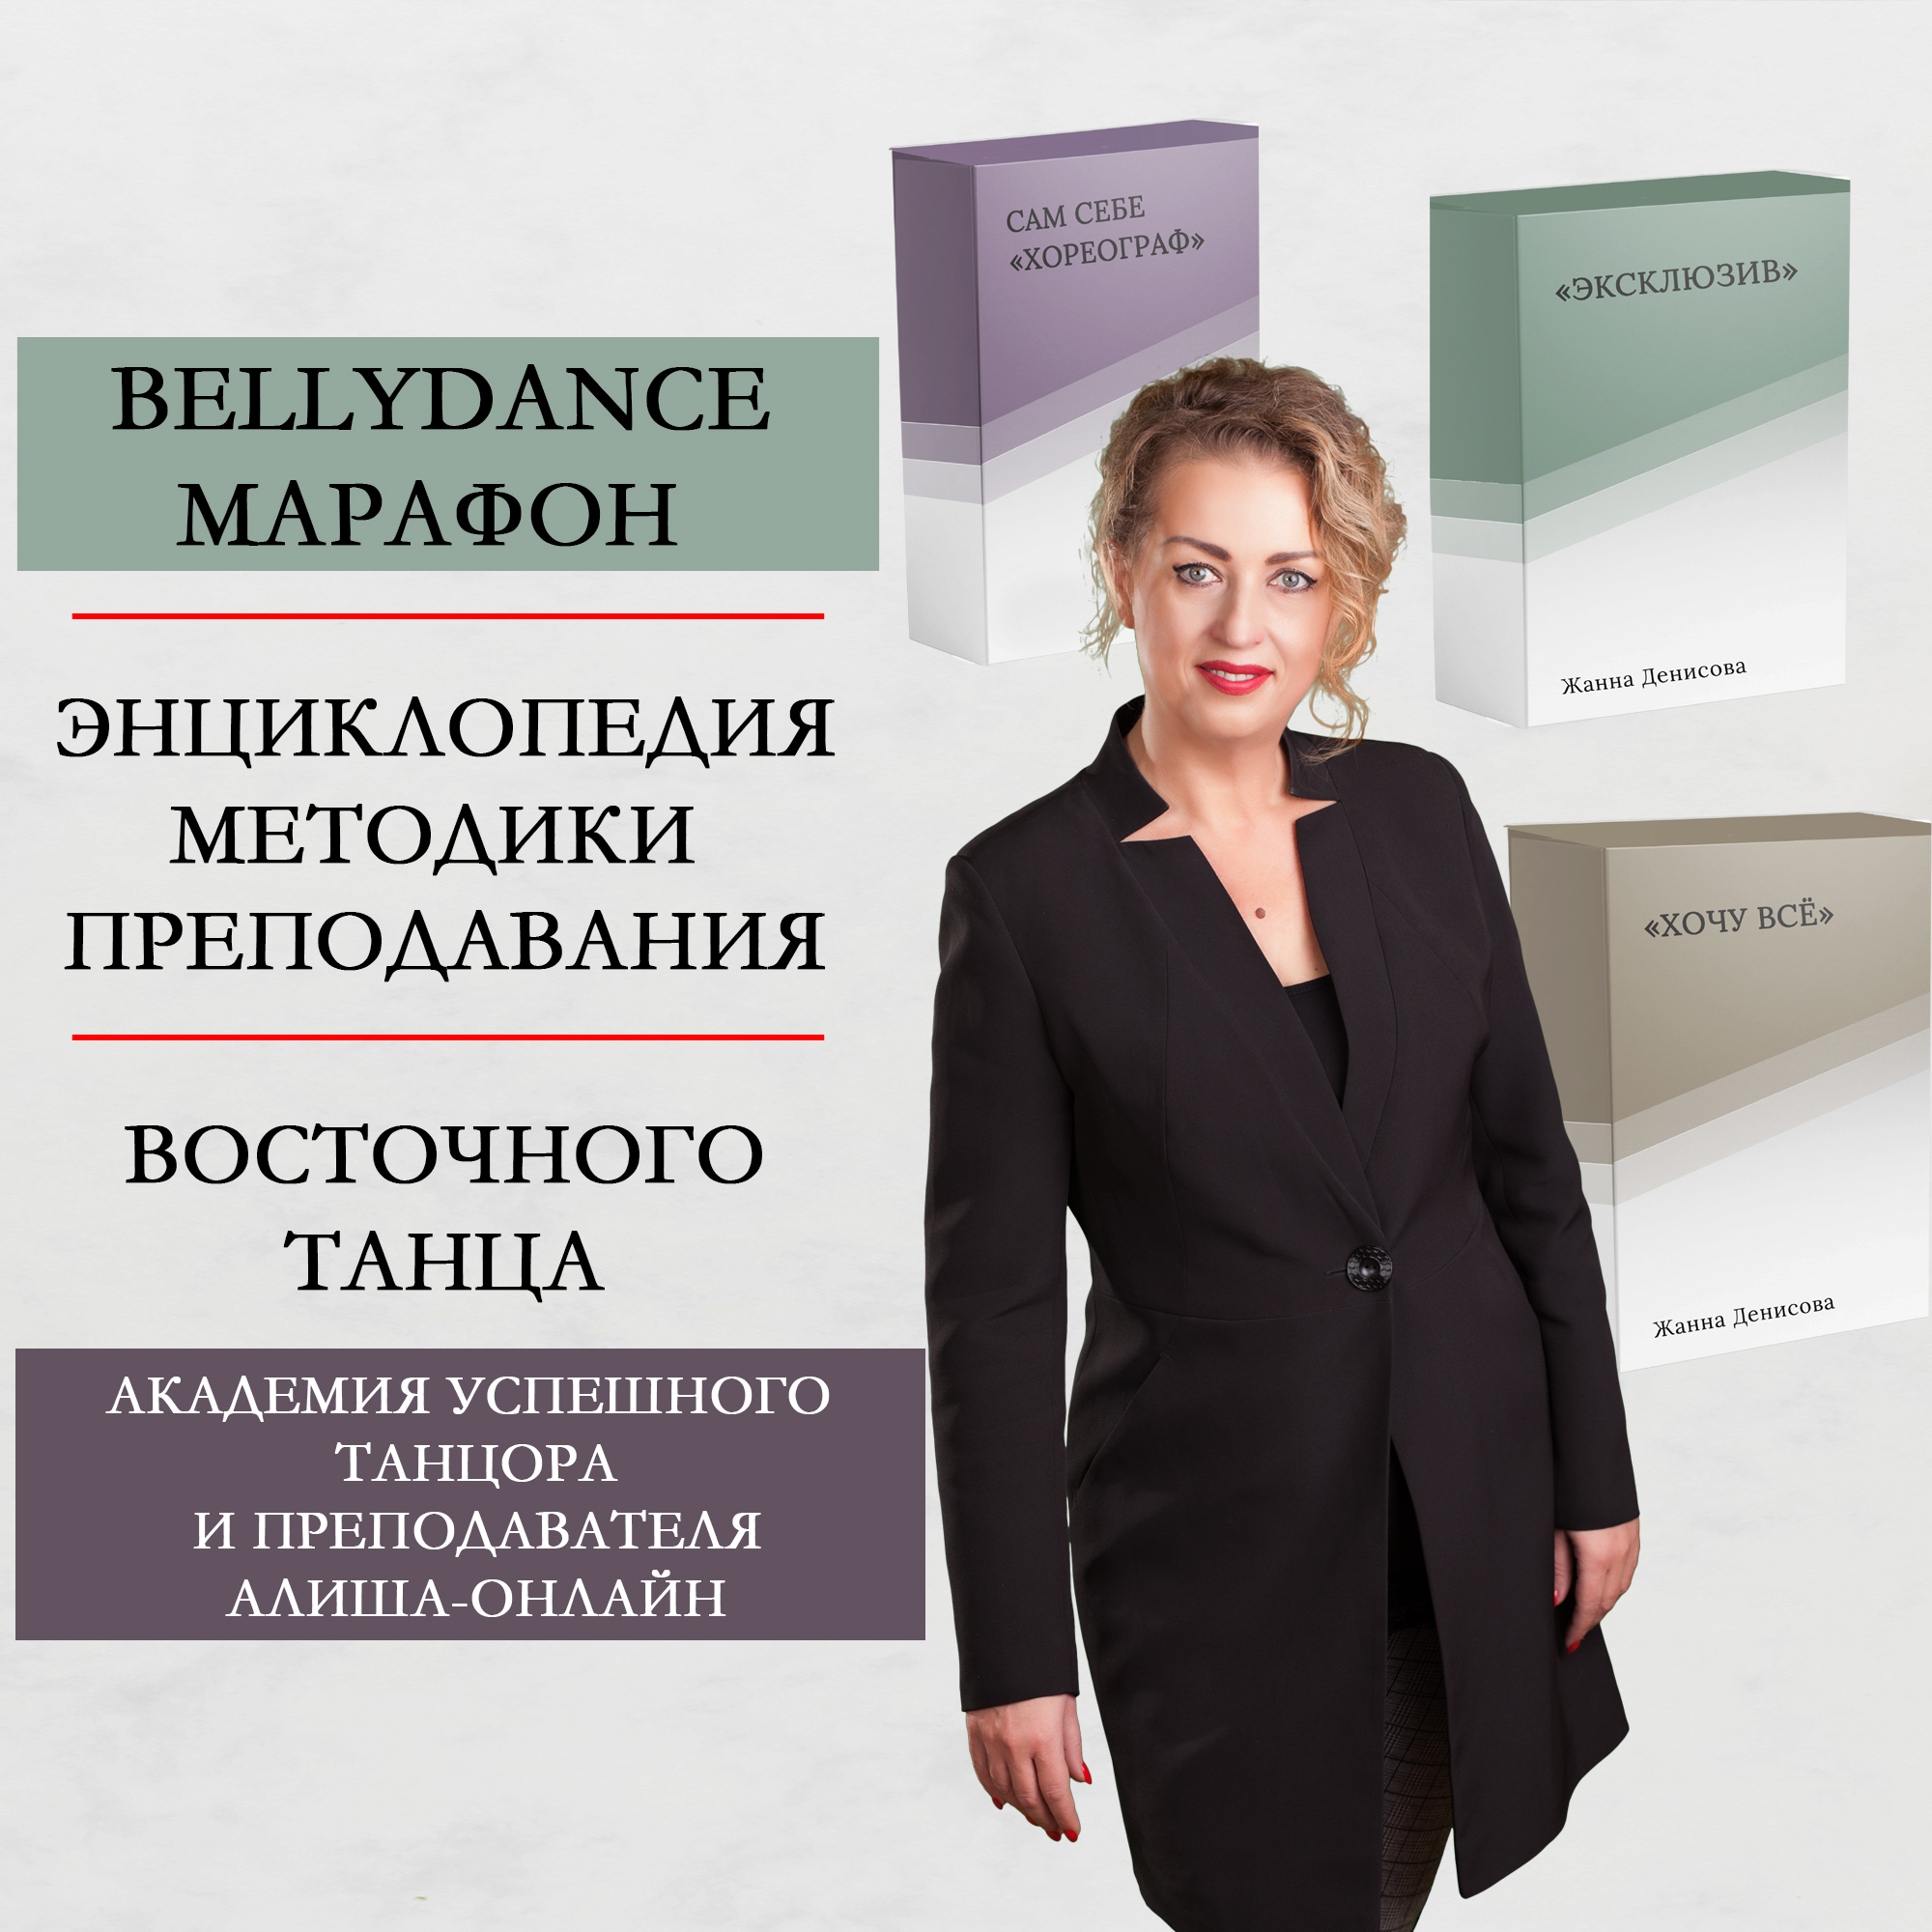 BELLYDANCE
МАРАФОН
ЭНЦИКЛОПЕДИЯ
МЕТОДИКИ
ПРЕПОДАВАНИЯ
ВОСТОЧНОГО
ТАНЦА
АКАДЕМИЯ УСПЕШНОГО
ТАНЦОРА
И ПРЕПОДАВАТЕЛЯ
АЛИША-ОНЛАЙН
САМ СЕБЕ
«ХОРЕОГРАФ»
«ЭКСКЛЮЗИВ»
Жанна Денисова
«ХОЧУ ВСЁ»
Жанна Денисова